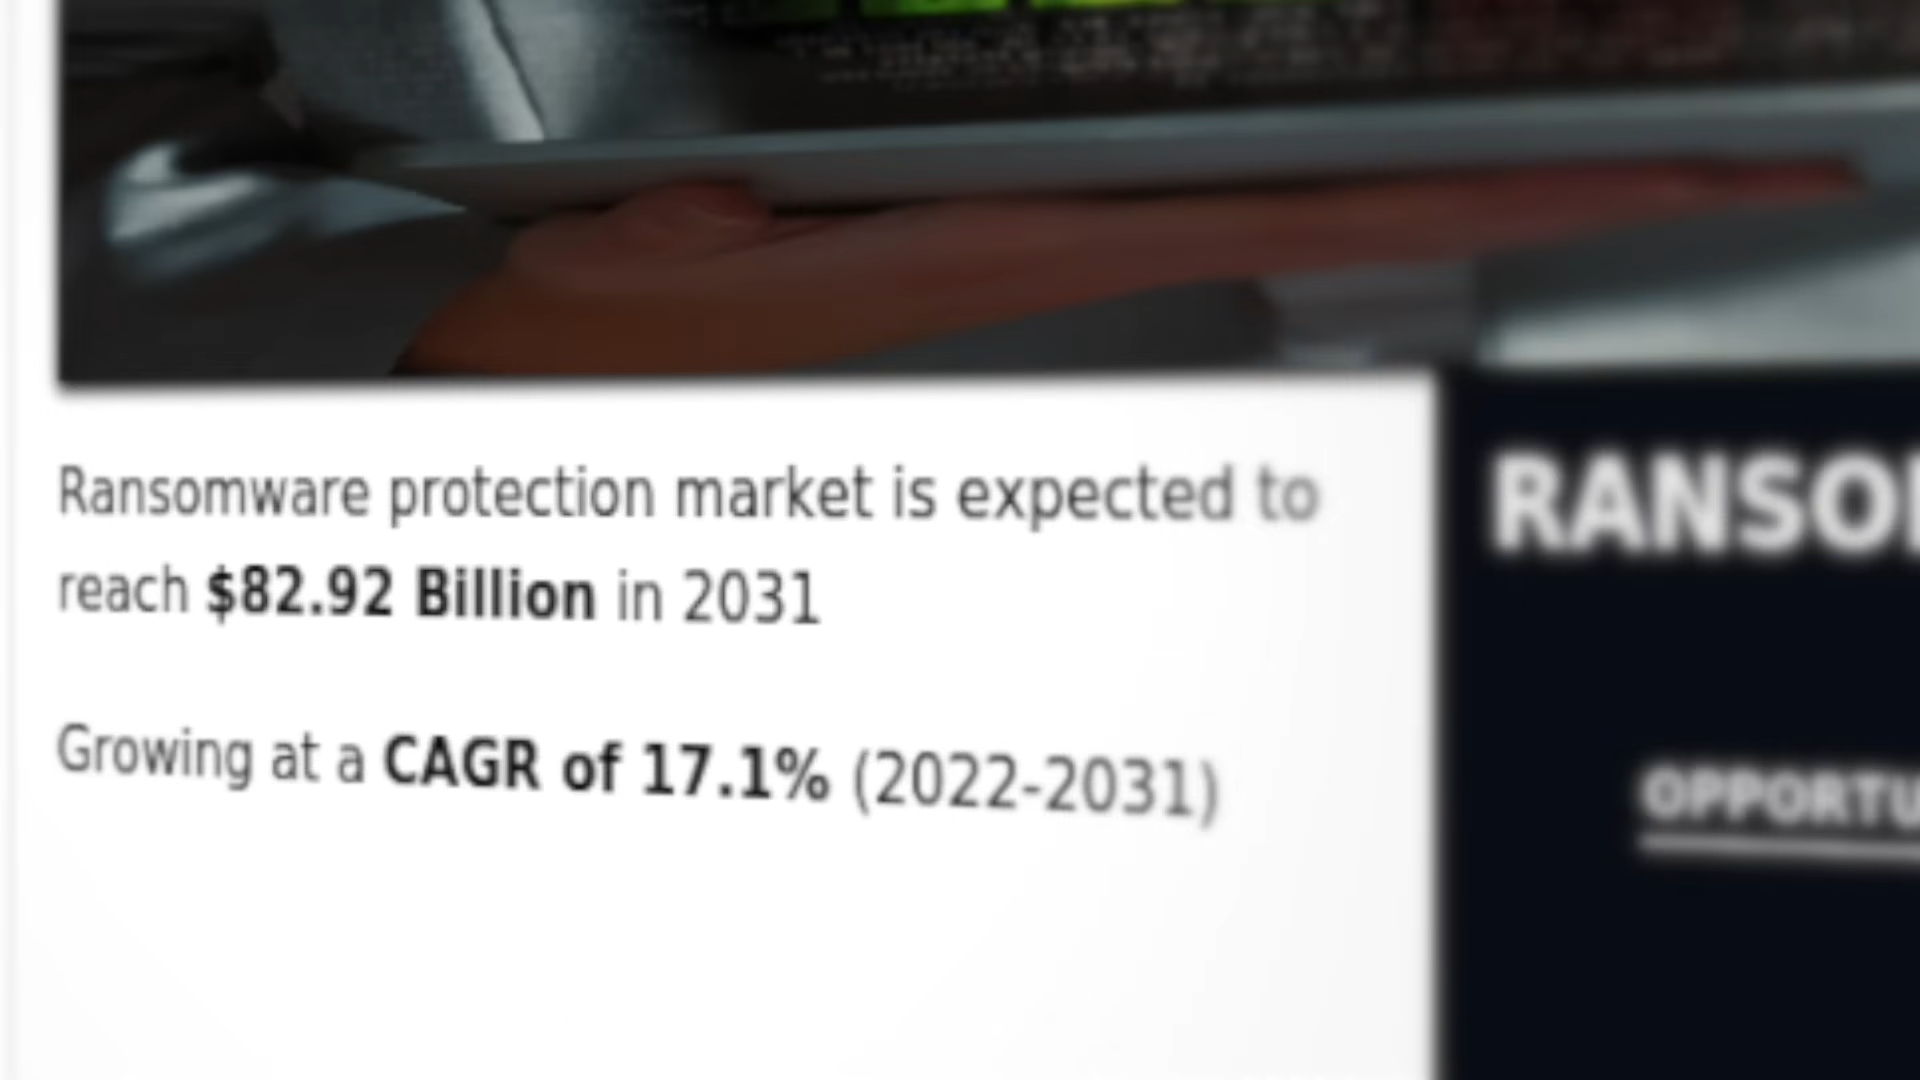 Ransomware protection market is expected to
reach $82.92 Billion in 2031
Growing at a CAGR of 17.1% (2022-2031)
RANSO
OPPORTU